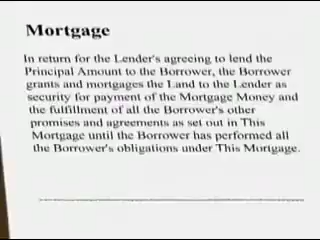 Mortgage
In return for the Lender's agreeing to lend the
Principal Amount to the Borrower, the Borrower
grants and mortgages the Land to the Lender as
security for payment of the Mortgage Money and
the fulfillment of all the Borrower's other
promises and agreements as set out in This
Mortgage until the Borrower has performed all
the Borrower's obligations under This Mortgage.